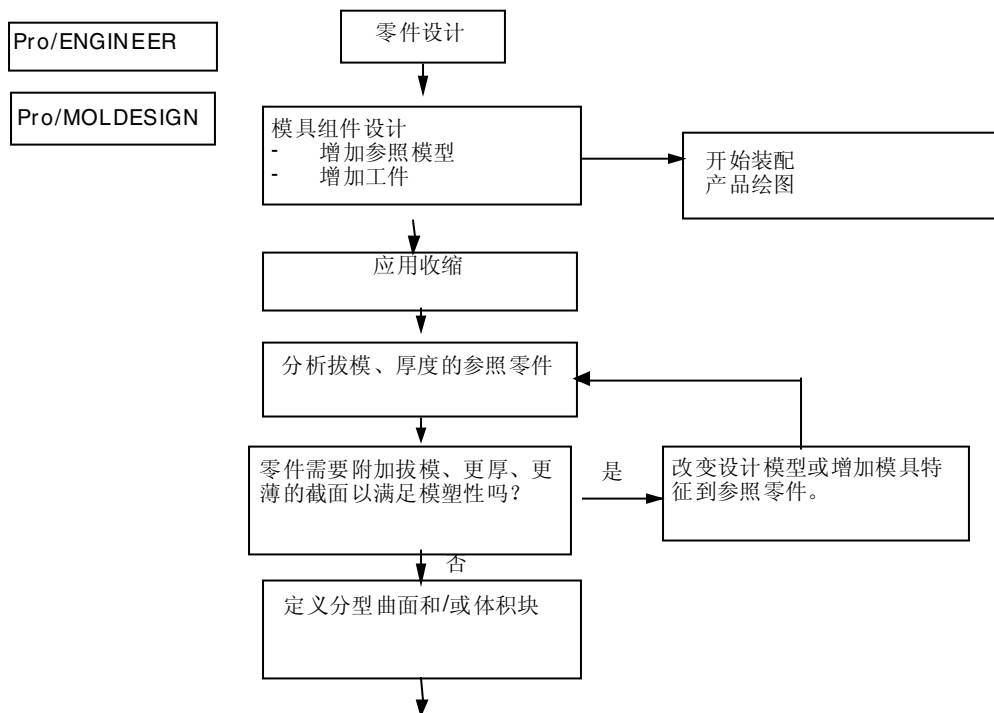 Pro/ENGINEER
零件设计
Pro/MOLDESIGN
模具组件设计
- 增加参照模型
- 增加工件
开始装配
产品绘图
应用收缩
分析拔模、厚度的参照零件
零件需要附加拔模、更厚、更
薄的截面以满足模塑性吗？
是
改变设计模型或增加模具特
征到参照零件。
否
定义分型曲面和/或体积块